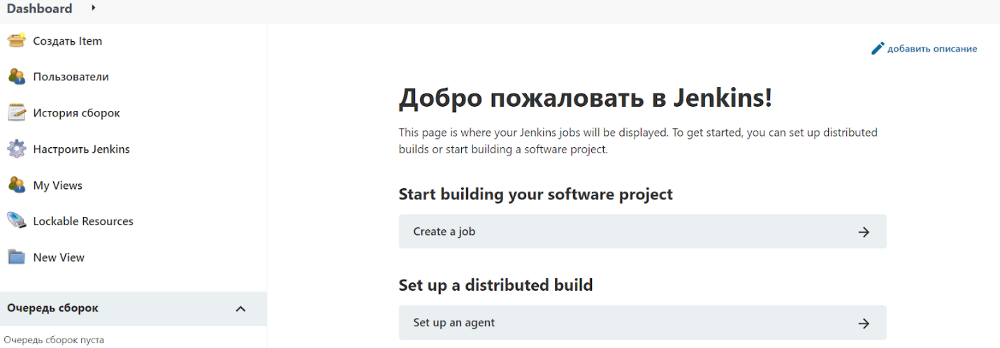 Dashboard
Создать Item
Пользователи
История сборок
Настроить Jenkins
My Views
Lockable Resources
New View
Очередь сборок
Очередь сборок пуста
добавить описание
Добро пожаловать в Jenkins!
This page is where your Jenkins jobs will be displayed. To get started, you can set up distributed
builds or start building a software project.
Start building your software project
Create a job
Set up a distributed build
Set up an agent